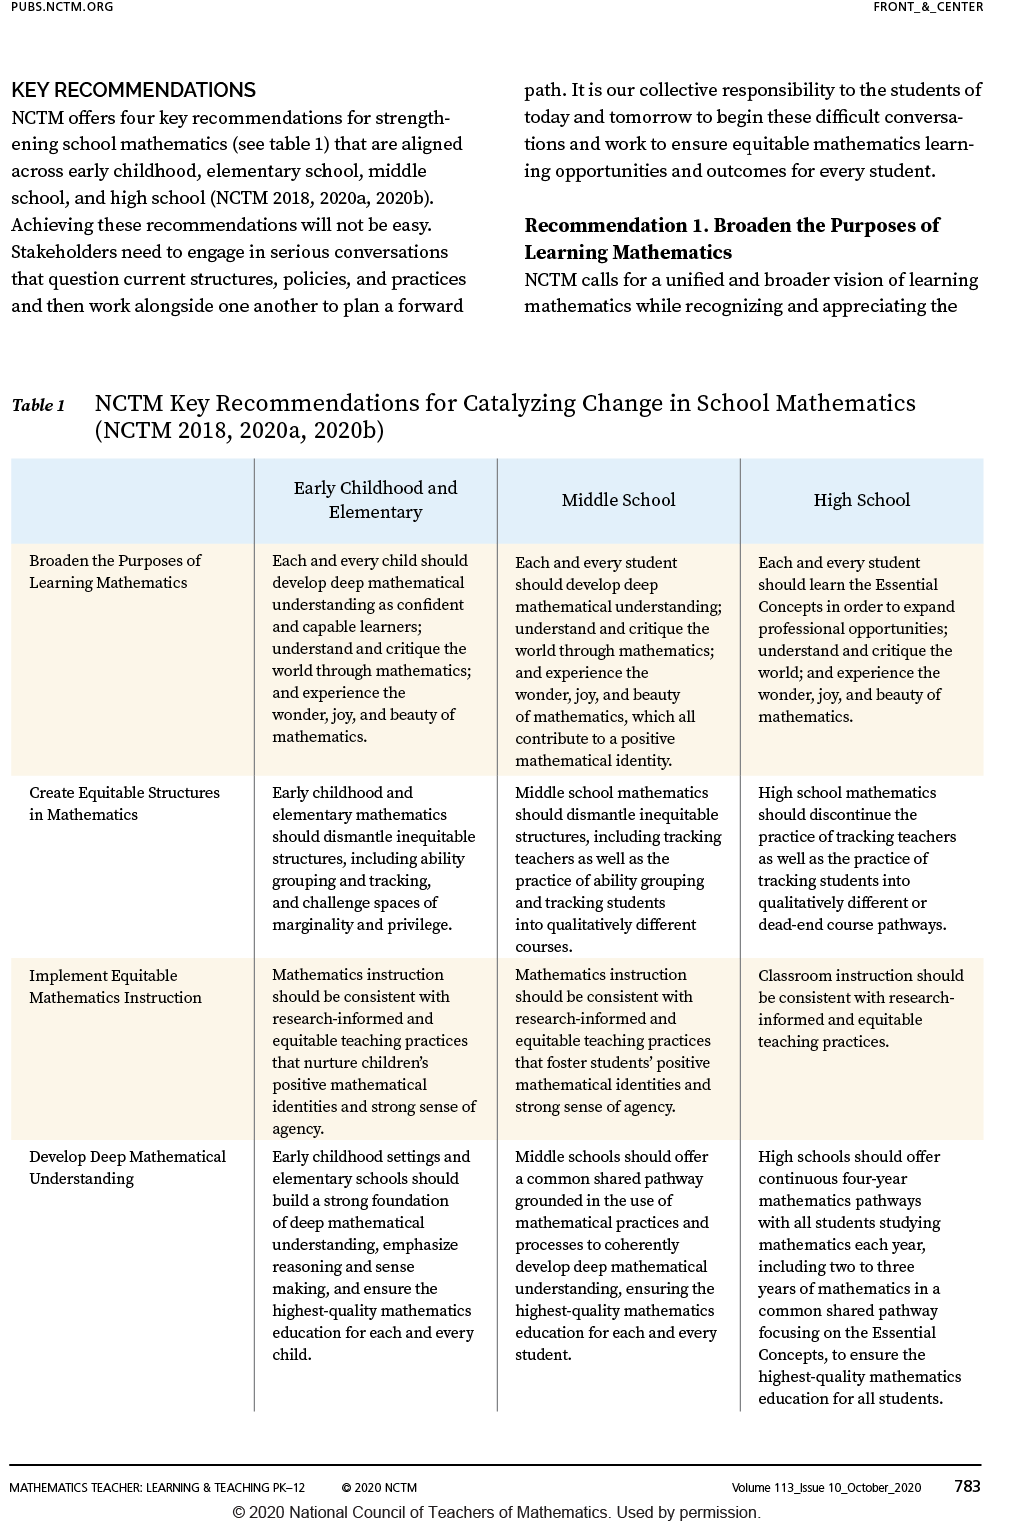 PUBS.NCTM.ORG
FRONT_&_CENTER
KEY RECOMMENDATIONS
NCTM offers four key recommendations for strength-
ening school mathematics (see table 1) that are aligned
across early childhood, elementary school, middle
school, and high school (NCTM 2018, 2020a, 2020b).
Achieving these recommendations will not be easy.
Stakeholders need to engage in serious conversations
that question current structures, policies, and practices
and then work alongside one another to plan a forward
path. It is our collective responsibility to the students of
today and tomorrow to begin these difficult conversa-
tions and work to ensure equitable mathematics learn-
ing opportunities and outcomes for every student.
Recommendation 1. Broaden the Purposes of
Learning Mathematics
NCTM calls for a unified and broader vision of learning
mathematics while recognizing and appreciating the
Table 1 NCTM Key Recommendations for Catalyzing Change in School Mathematics
(NCTM 2018, 2020a, 2020b)
Early Childhood and
Elementary
Middle School
High School
Broaden the Purposes of
Learning Mathematics
Each and every child should
develop deep mathematical
understanding as confident
and capable learners;
understand and critique the
world through mathematics;
and experience the
wonder, joy, and beauty of
mathematics.
Each and every student
should develop deep
mathematical understanding;
understand and critique the
world through mathematics;
and experience the
wonder, joy, and beauty
of mathematics, which all
contribute to a positive
mathematical identity.
Each and every student
should learn the Essential
Concepts in order to expand
professional opportunities;
understand and critique the
world; and experience the
wonder, joy, and beauty of
mathematics.
Create Equitable Structures
in Mathematics
Early childhood and
elementary mathematics
should dismantle inequitable
structures, including ability
grouping and tracking,
and challenge spaces of
marginality and privilege.
Middle school mathematics
should dismantle inequitable
structures, including tracking
teachers as well as the
practice of ability grouping
and tracking students
into qualitatively different
courses.
High school mathematics
should discontinue the
practice of tracking teachers
as well as the practice of
tracking students into
qualitatively different or
dead-end course pathways.
Implement Equitable
Mathematics Instruction
Mathematics instruction
should be consistent with
research-informed and
equitable teaching practices
that nurture children’s
positive mathematical
identities and strong sense of
agency.
Mathematics instruction
should be consistent with
research-informed and
equitable teaching practices
that foster students’ positive
mathematical identities and
strong sense of agency.
Classroom instruction should
be consistent with research-
informed and equitable
teaching practices.
Develop Deep Mathematical
Understanding
Early childhood settings and
elementary schools should
build a strong foundation
of deep mathematical
understanding, emphasize
reasoning and sense
making, and ensure the
highest-quality mathematics
education for each and every
child.
Middle schools should offer
a common shared pathway
grounded in the use of
mathematical practices and
processes to coherently
develop deep mathematical
understanding, ensuring the
highest-quality mathematics
education for each and every
student.
High schools should offer
continuous four-year
mathematics pathways
with all students studying
mathematics each year,
including two to three
years of mathematics in a
common shared pathway
focusing on the Essential
Concepts, to ensure the
highest-quality mathematics
education for all students.
MATHEMATICS TEACHER: LEARNING & TEACHING PK–12 © 2020 NCTM
Volume 113_Issue 10_October_2020 783
© 2020 National Council of Teachers of Mathematics. Used by permission.